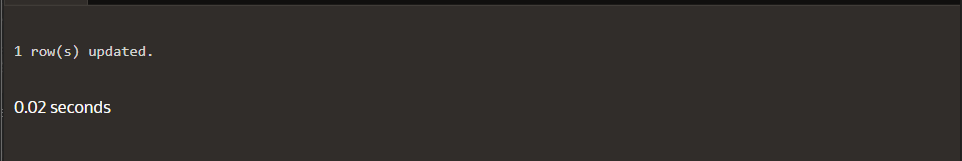 1 row(s) updated.
0.02 seconds